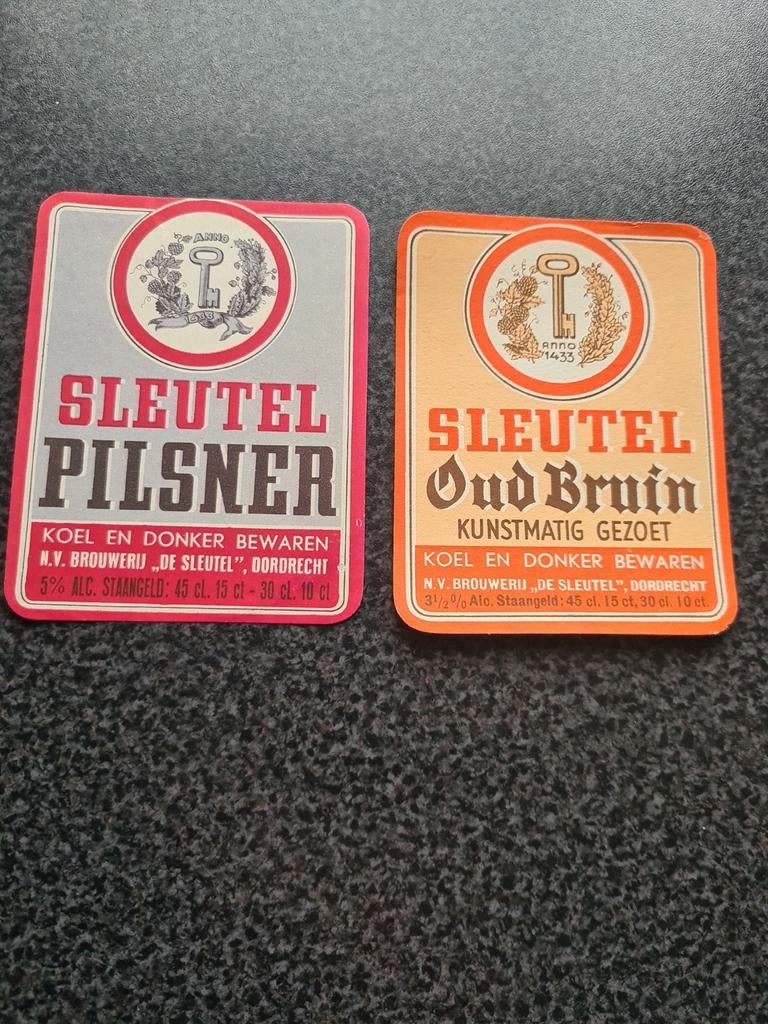 ANNO
SLEUTEL
PILSNER
KOEL EN DONKER BEWAREN
N.V. BROUWERIJ „DE SLEUTEL”, DORDRECHT
5% ALC. STAANGELD: 45 cL. 15 ct - 30 cL. 10 ct
ANNO
1433
SLEUTEL
Oud Bruin
KUNSTMATIG GEZOET
KOEL EN DONKER BEWAREN
N.V. BROUWERIJ „DE SLEUTEL”, DORDRECHT
3 1/2 % Alc. Staangeld: 45 cl. 15 ct, 30 cl. 10 ct.